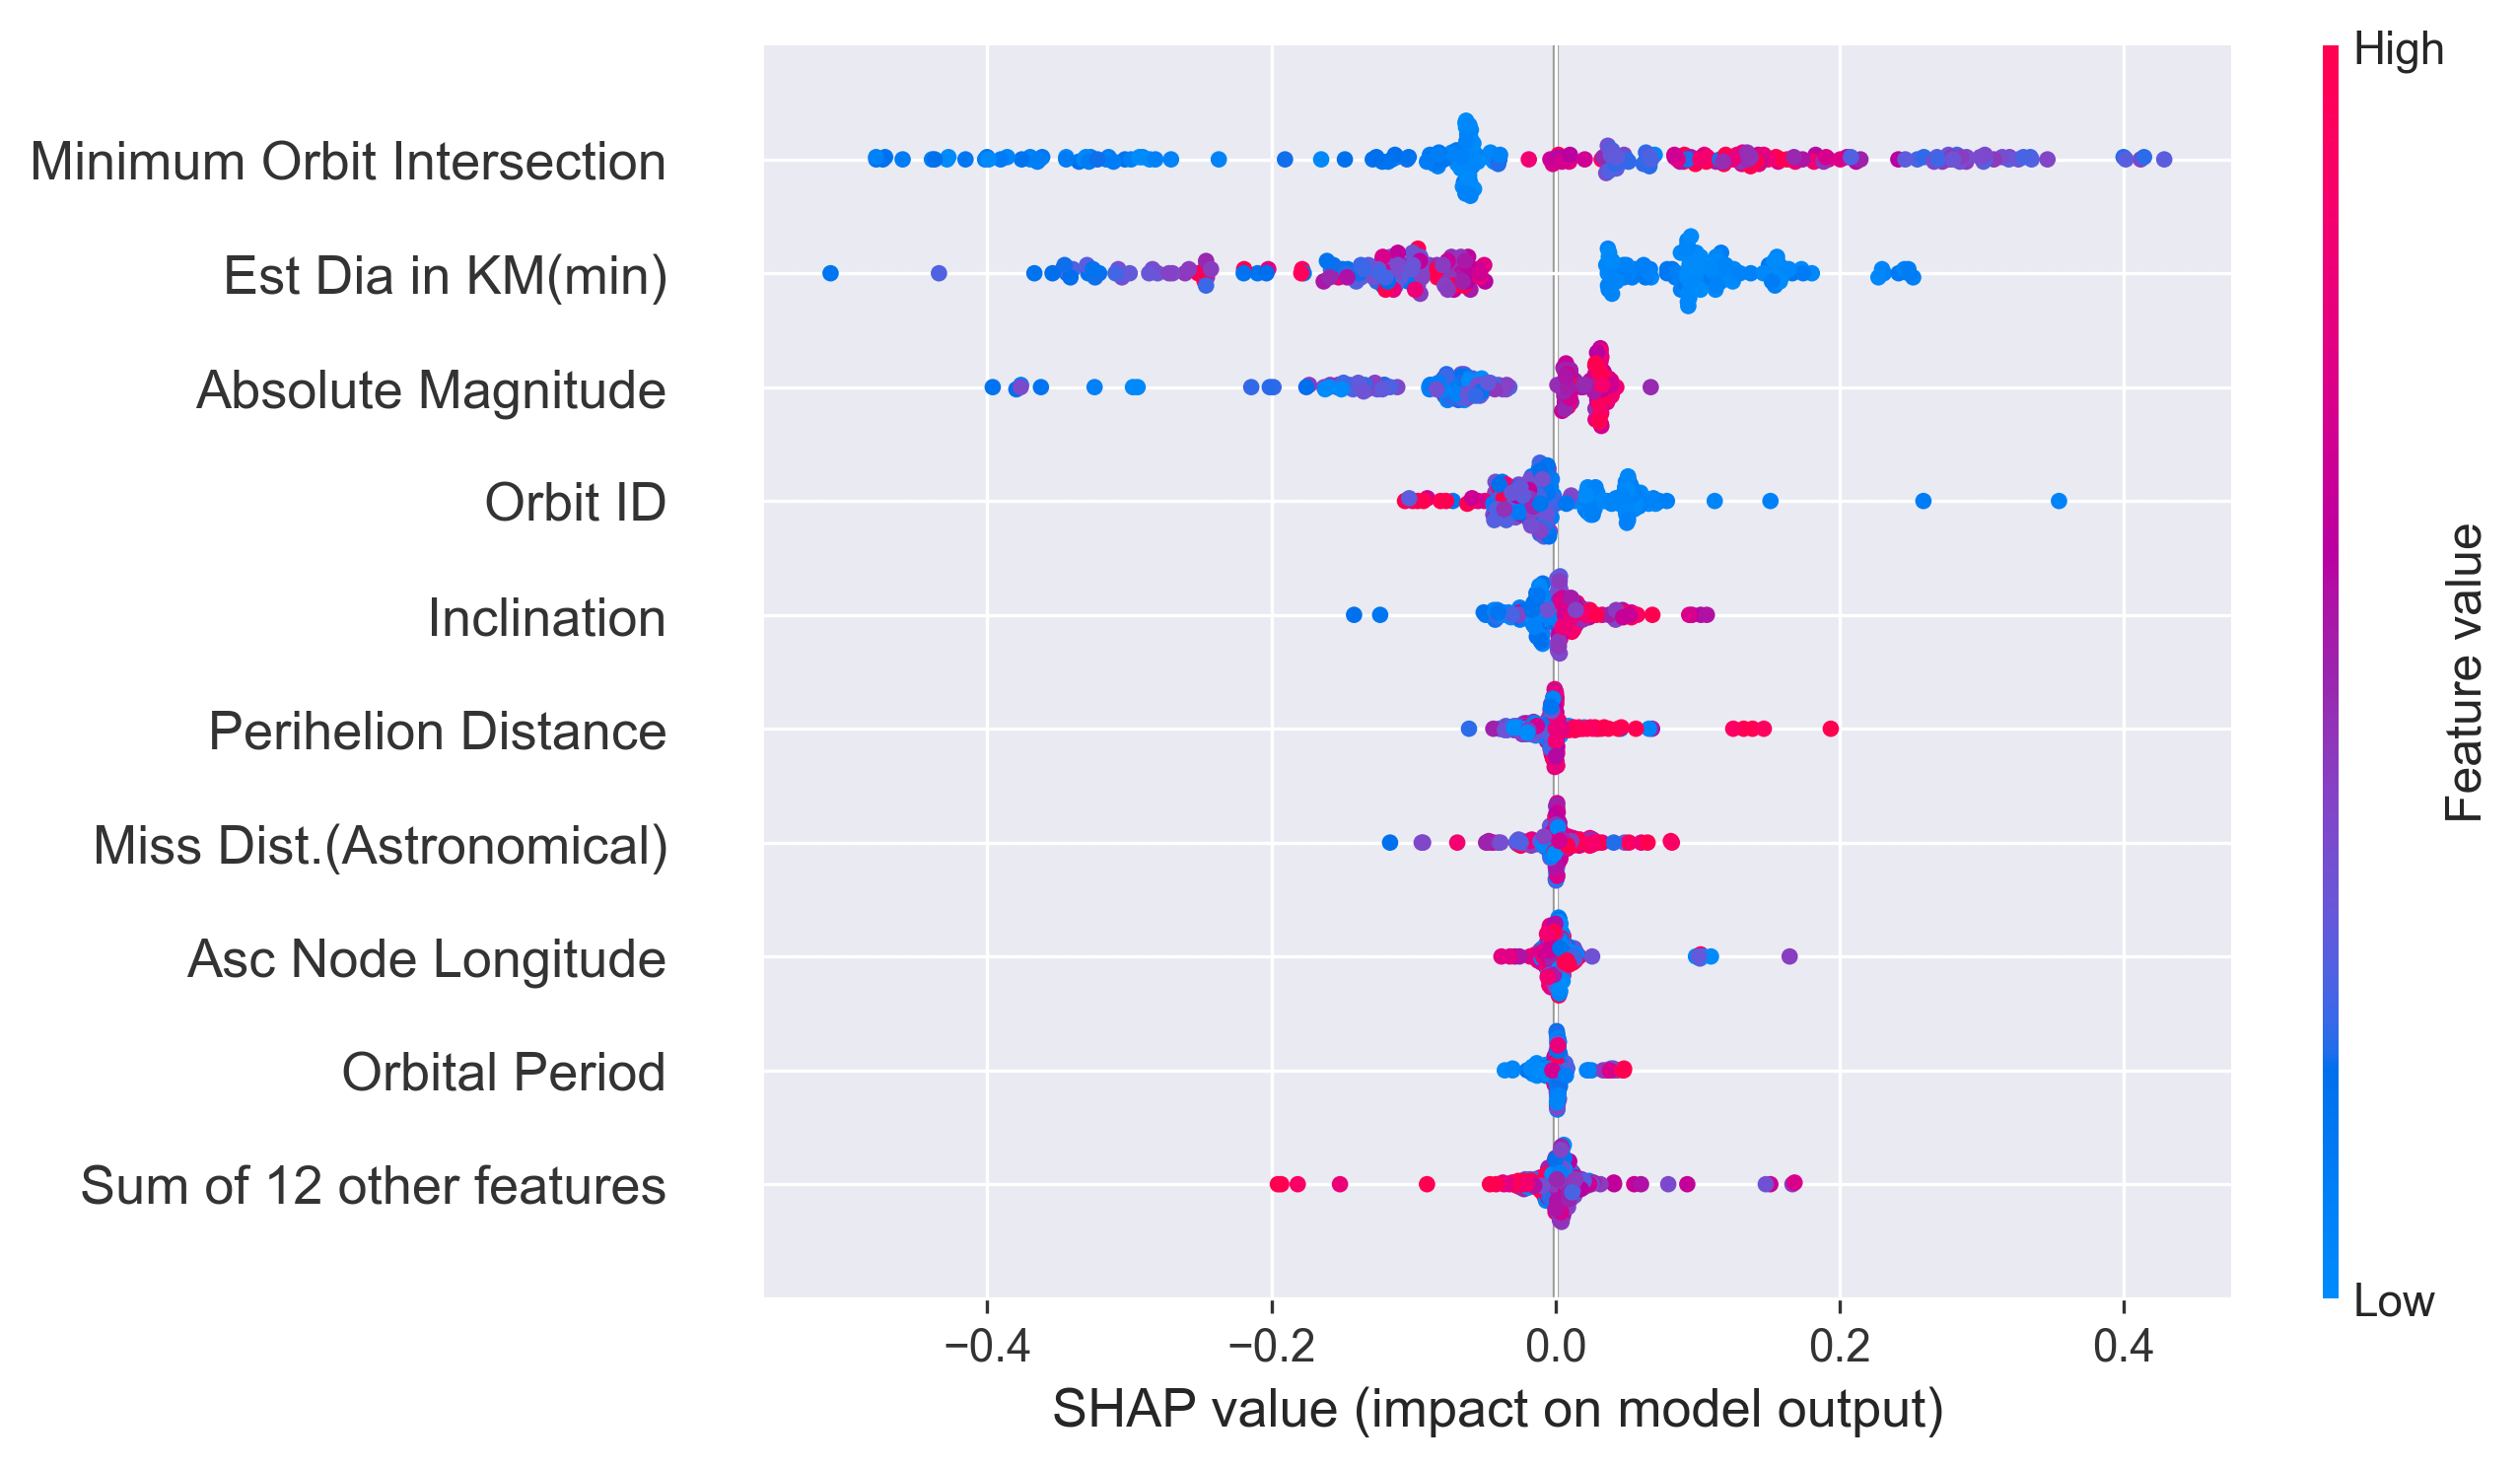 High
Minimum Orbit Intersection
Est Dia in KM(min)
Absolute Magnitude
Orbit ID
Inclination
Perihelion Distance
Miss Dist.(Astronomical)
Asc Node Longitude
Orbital Period
Sum of 12 other features
Feature value
Low
−0.4 −0.2 0.0 0.2 0.4
SHAP value (impact on model output)